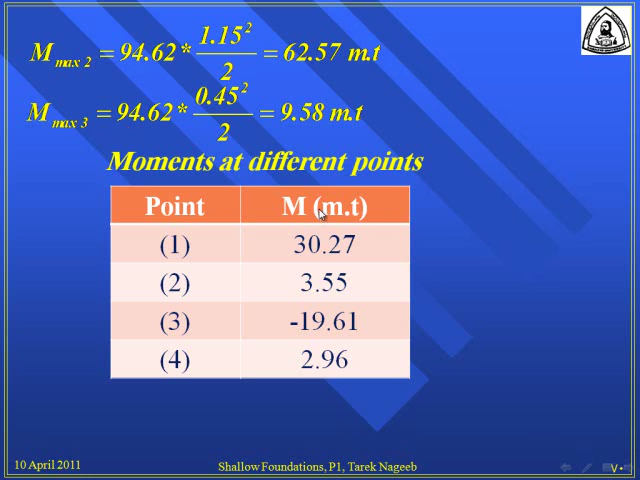 M max 2 = 94.62 * 1.15² / 2 = 62.57 m.t
M max 3 = 94.62 * 0.45² / 2 = 9.58 m.t
Moments at different points
Point M (m.t)
(1) 30.27
(2) 3.55
(3) -19.61
(4) 2.96
10 April 2011 Shallow Foundations, P1, Tarek Nageeb